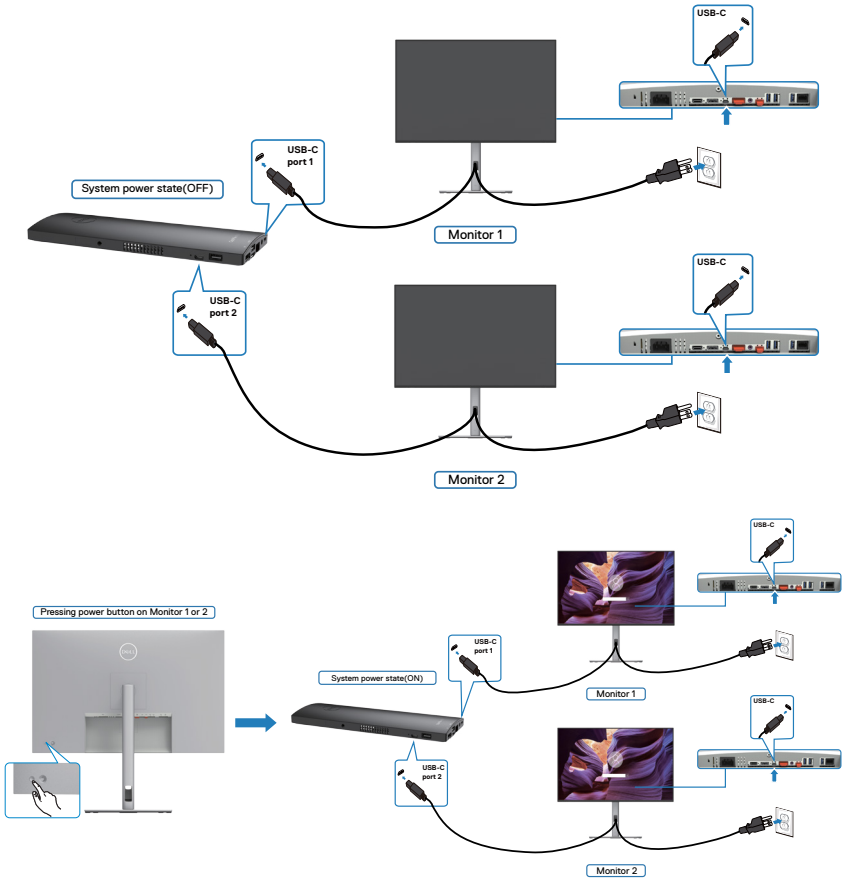 USB-C
USB-C
port 1
System power state(OFF)
Monitor 1
USB-C
USB-C
port 2
Monitor 2
USB-C
Pressing power button on Monitor 1 or 2
DELL
USB-C
port 1
System power state(ON)
Monitor 1
USB-C
USB-C
port 2
Monitor 2